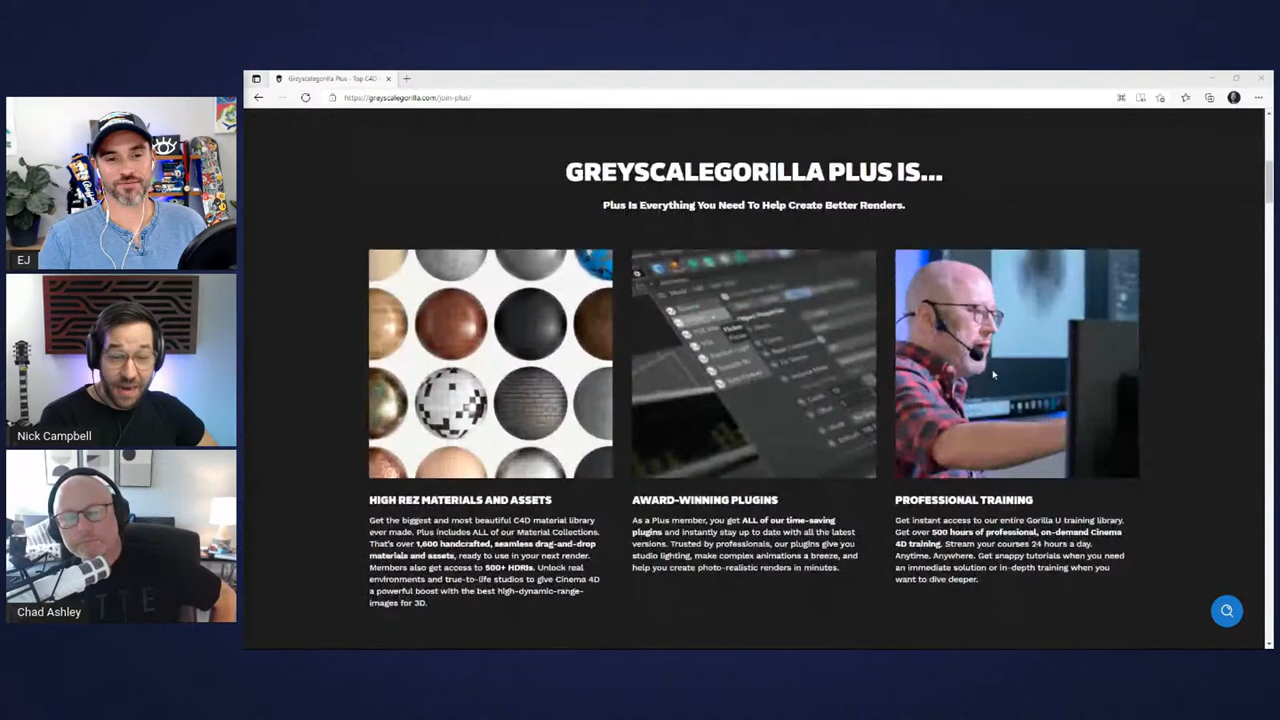 Greyscalegorilla Plus - Top C4D
https://greyscalegorilla.com/join-plus/
GREYSCALEGORILLA PLUS IS...
Plus Is Everything You Need To Help Create Better Renders.
EJ
Nick Campbell
Chad Ashley
HIGH REZ MATERIALS AND ASSETS
Get the biggest and most beautiful C4D material library
ever made. Plus includes ALL of our Material Collections.
That's over 1,600 handcrafted, seamless drag-and-drop
materials and assets, ready to use in your next render.
Members also get access to 500+ HDRIs. Unlock real
environments and true-to-life studios to give Cinema 4D
a powerful boost with the best high-dynamic-range-
images for 3D.
AWARD-WINNING PLUGINS
As a Plus member, you get ALL of our time-saving
plugins and instantly stay up to date with all the latest
versions. Trusted by professionals, our plugins give you
studio lighting, make complex animations a breeze, and
help you create photo-realistic renders in minutes.
PROFESSIONAL TRAINING
Get instant access to our entire Gorilla U training library.
Get over 500 hours of professional, on-demand Cinema
4D training. Stream your courses 24 hours a day.
Anytime. Anywhere. Get snappy tutorials when you need
an immediate solution or in-depth training when you
want to dive deeper.